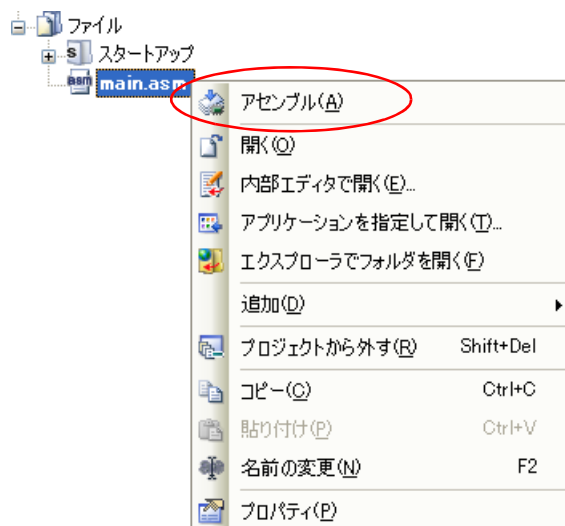 ファイル
スタートアップ
main.asm
アセンブル(A)
開く(O)
内部エディタで開く(E)...
アプリケーションを指定して開く(T)...
エクスプローラでフォルダを開く(F)
追加(D)
プロジェクトから外す(R) Shift+Del
コピー(C) Ctrl+C
貼り付け(P) Ctrl+V
名前の変更(N) F2
プロパティ(P)